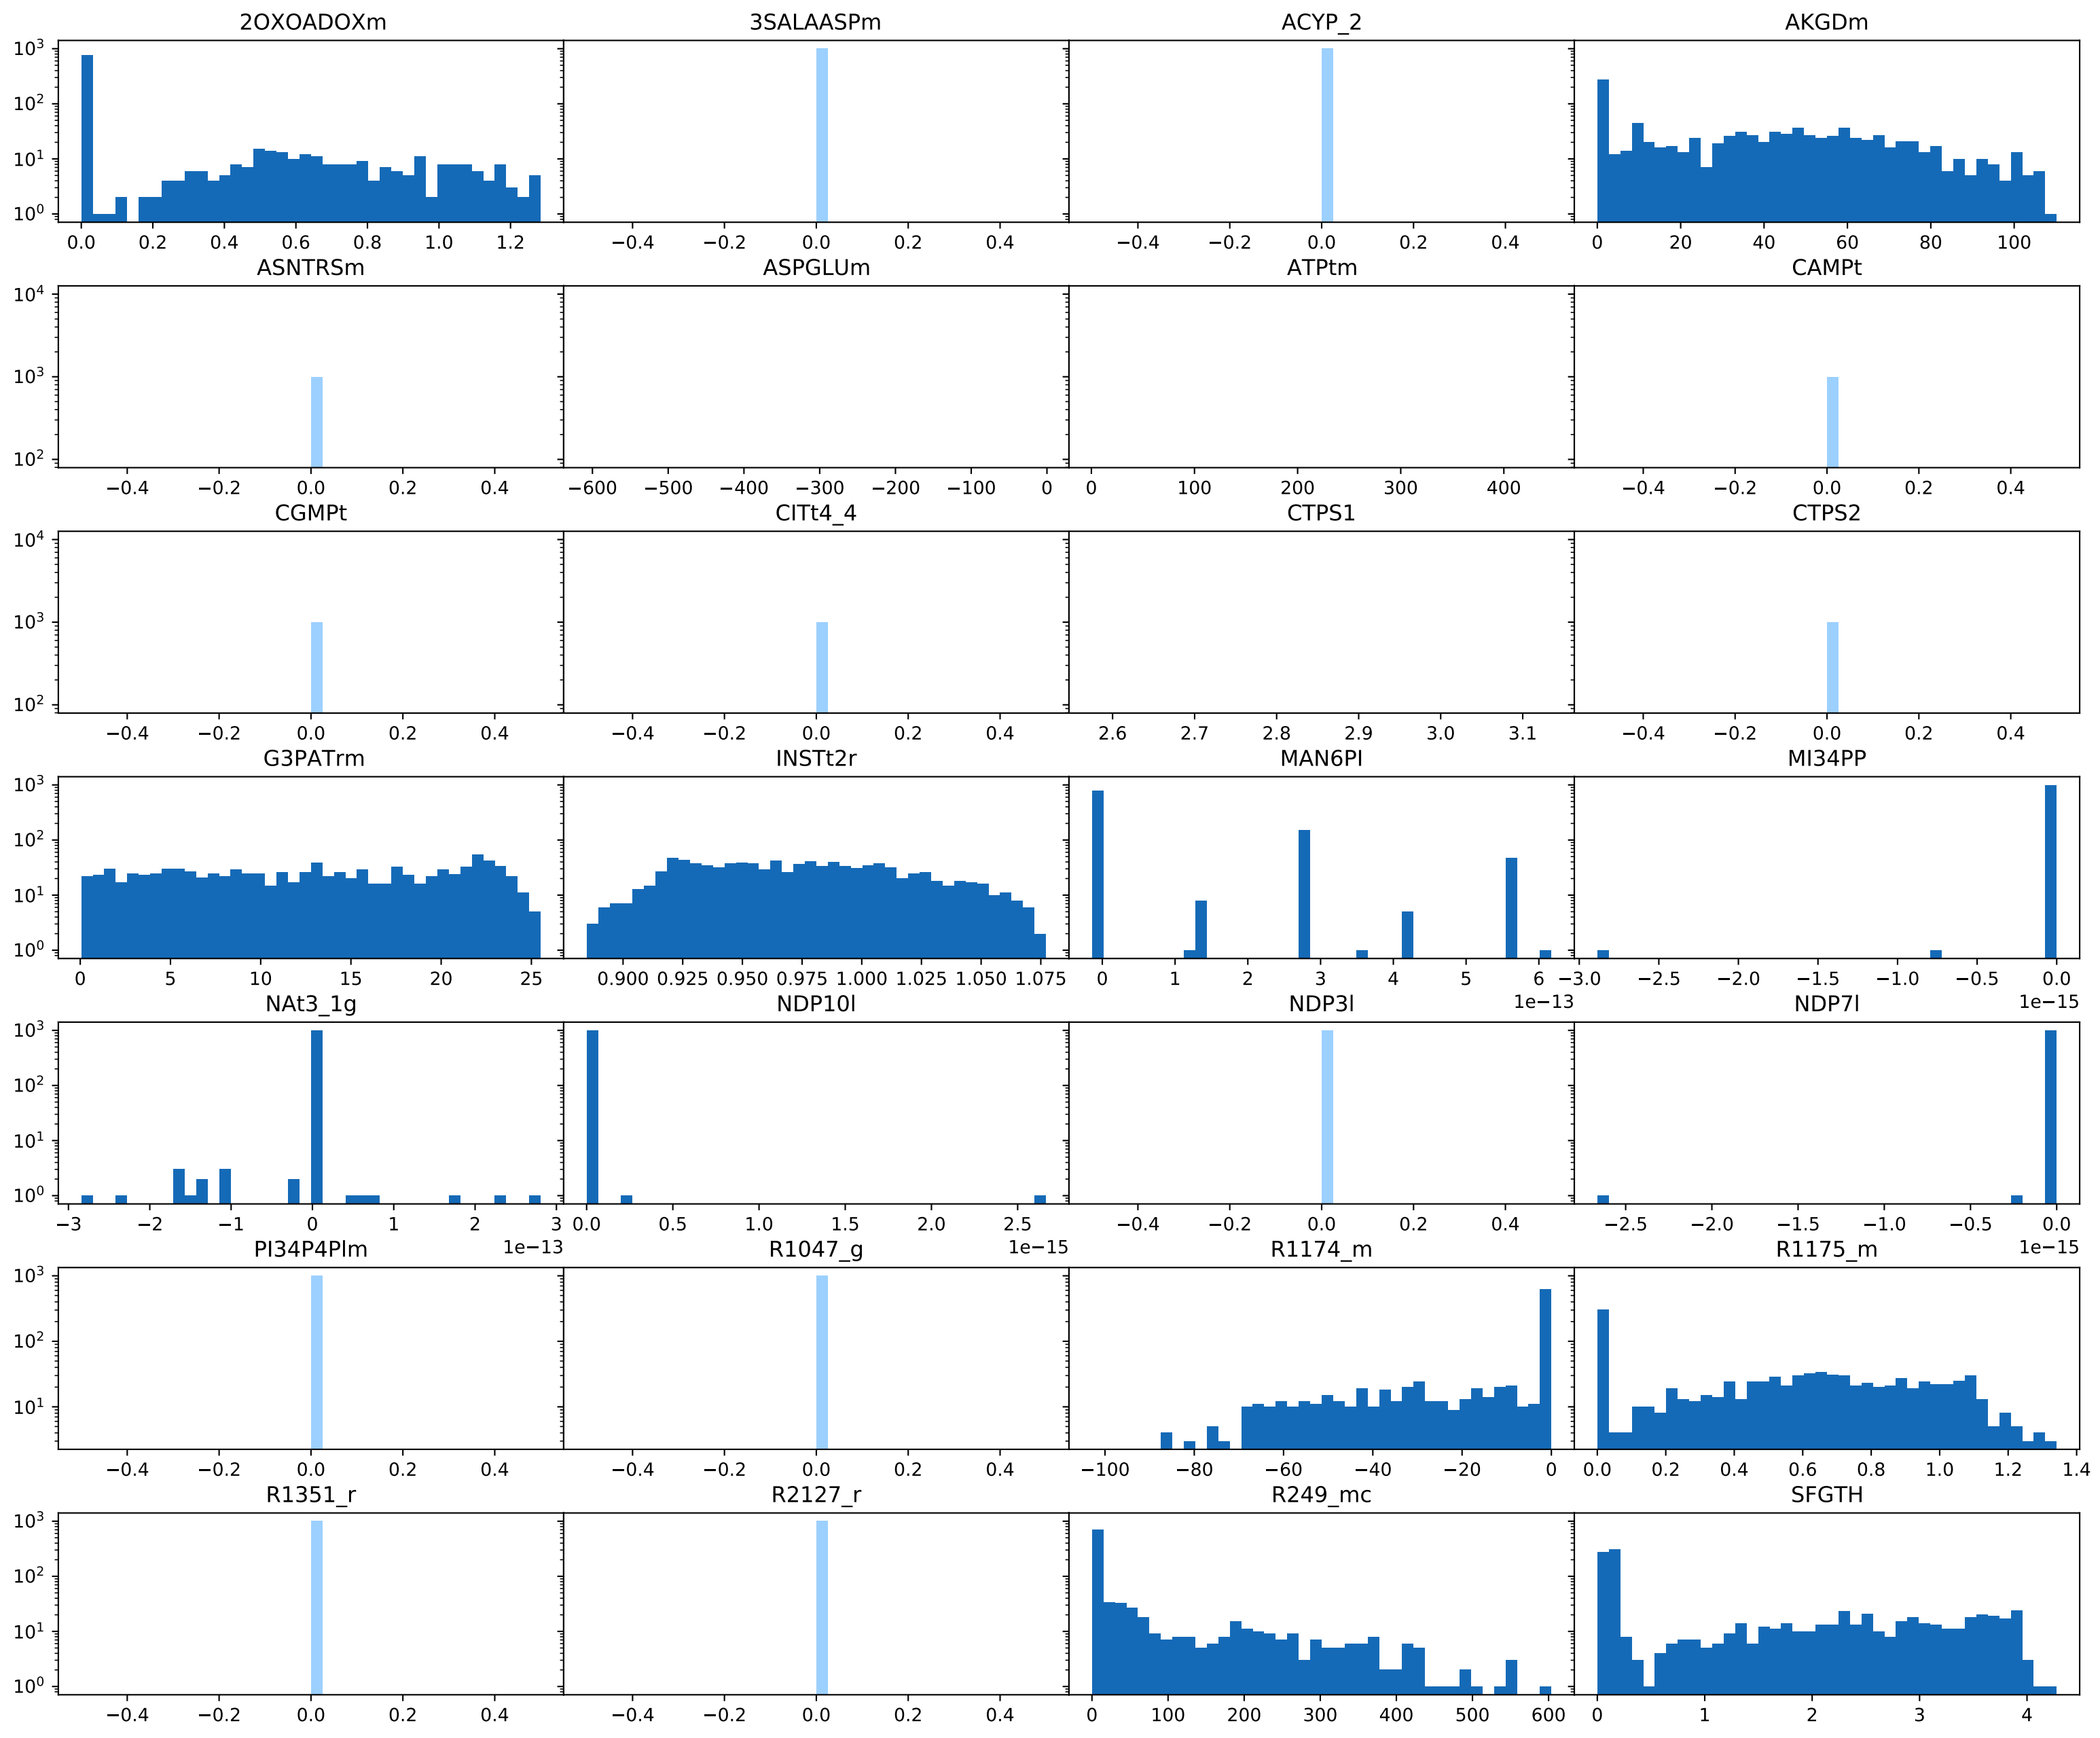 2OXOADOXm 3SALAASPm ACYP_2 AKGDm
10³ 10² 10¹ 10⁰
0.0 0.2 0.4 0.6 0.8 1.0 1.2 −0.4 −0.2 0.0 0.2 0.4 −0.4 −0.2 0.0 0.2 0.4 0 20 40 60 80 100
ASNTRSm ASPGLUm ATPtm CAMPt
10⁴ 10³ 10²
−0.4 −0.2 0.0 0.2 0.4 −600 −500 −400 −300 −200 −100 0 0 100 200 300 400 −0.4 −0.2 0.0 0.2 0.4
CGMPt CITt4_4 CTPS1 CTPS2
10⁴ 10³ 10²
−0.4 −0.2 0.0 0.2 0.4 −0.4 −0.2 0.0 0.2 0.4 2.6 2.7 2.8 2.9 3.0 3.1 −0.4 −0.2 0.0 0.2 0.4
G3PATrm INSTt2r MAN6PI MI34PP
10³ 10² 10¹ 10⁰
0 5 10 15 20 25 0.900 0.925 0.950 0.975 1.000 1.025 1.050 1.075 0 1 2 3 4 5 6 −3.0 −2.5 −2.0 −1.5 −1.0 −0.5 0.0
1e−13 1e−15
NAt3_1g NDP10l NDP3l NDP7l
10³ 10² 10¹ 10⁰
−3 −2 −1 0 1 2 3 0.0 0.5 1.0 1.5 2.0 2.5 −0.4 −0.2 0.0 0.2 0.4 −2.5 −2.0 −1.5 −1.0 −0.5 0.0
1e−13 1e−15 1e−15
PI34P4Plm R1047_g R1174_m R1175_m
10³ 10² 10¹
−0.4 −0.2 0.0 0.2 0.4 −0.4 −0.2 0.0 0.2 0.4 −100 −80 −60 −40 −20 0 0.0 0.2 0.4 0.6 0.8 1.0 1.2 1.4
R1351_r R2127_r R249_mc SFGTH
10³ 10² 10¹ 10⁰
−0.4 −0.2 0.0 0.2 0.4 −0.4 −0.2 0.0 0.2 0.4 0 100 200 300 400 500 600 0 1 2 3 4